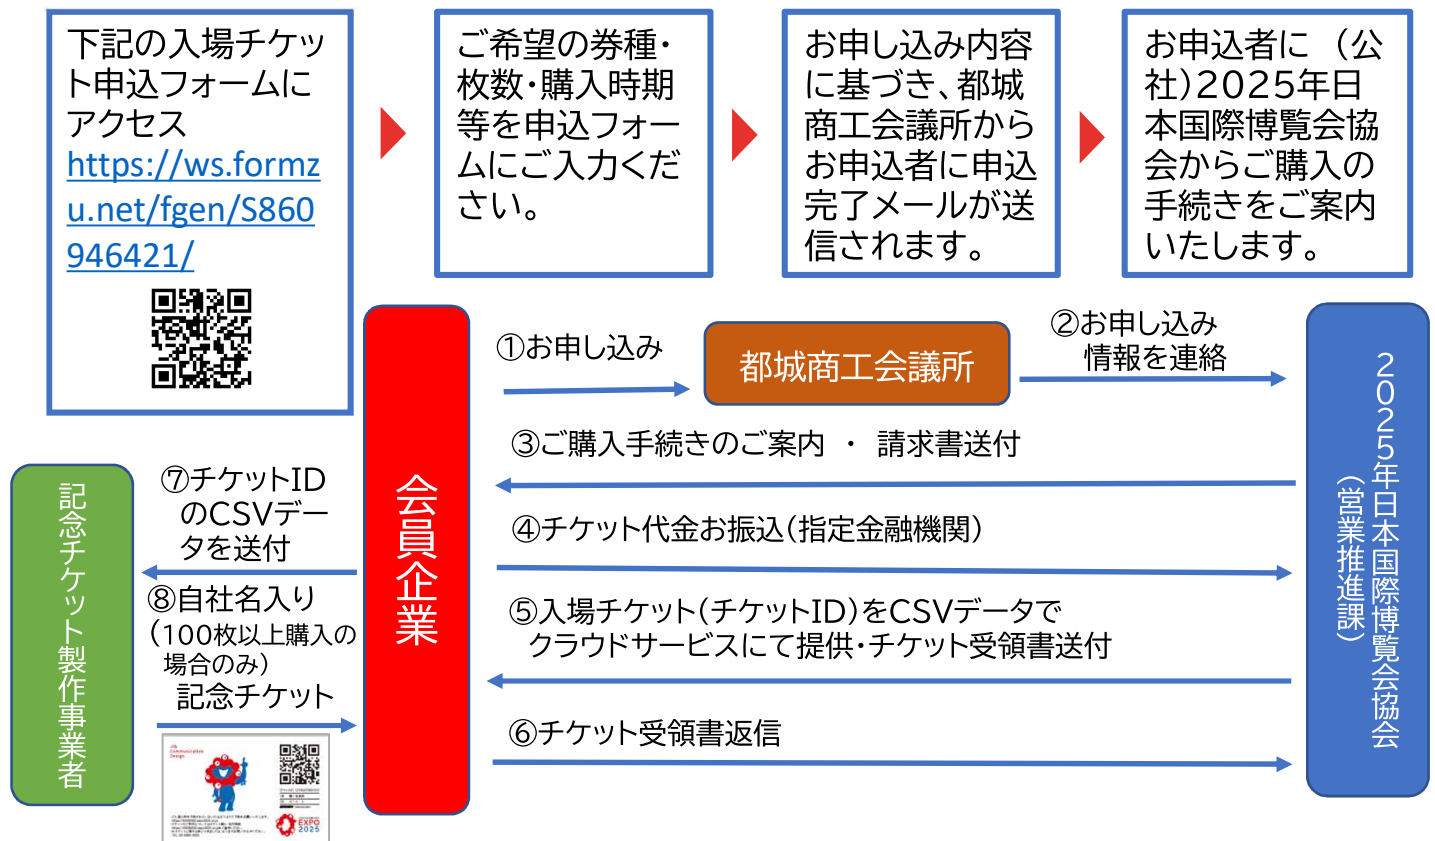 下記の入場チケッ
ト申込フォームに
アクセス
https://ws.formz
u.net/fgen/S860
946421/
ご希望の券種・
枚数・購入時期
等を申込フォー
ムにご入力くだ
さい。
お申し込み内容
に基づき、都城
商工会議所から
お申込者に申込
完了メールが送
信されます。
お申込者に（公
社）2025年日
本国際博覧会協
会からご購入の
手続きをご案内
いたします。
①お申し込み
都城商工会議所
②お申し込み
情報を連絡
③ご購入手続きのご案内 ・ 請求書送付
④チケット代金お振込（指定金融機関）
⑤入場チケット（チケットID）をCSVデータで
クラウドサービスにて提供・チケット受領書送付
⑥チケット受領書返信
会員企業
2025年日本国際博覧会協会
（営業推進課）
⑦チケットID
のCSVデー
タを送付
⑧自社名入り
（100枚以上購入の
場合のみ）
記念チケット
記念チケット製作事業者
EXPO
2025